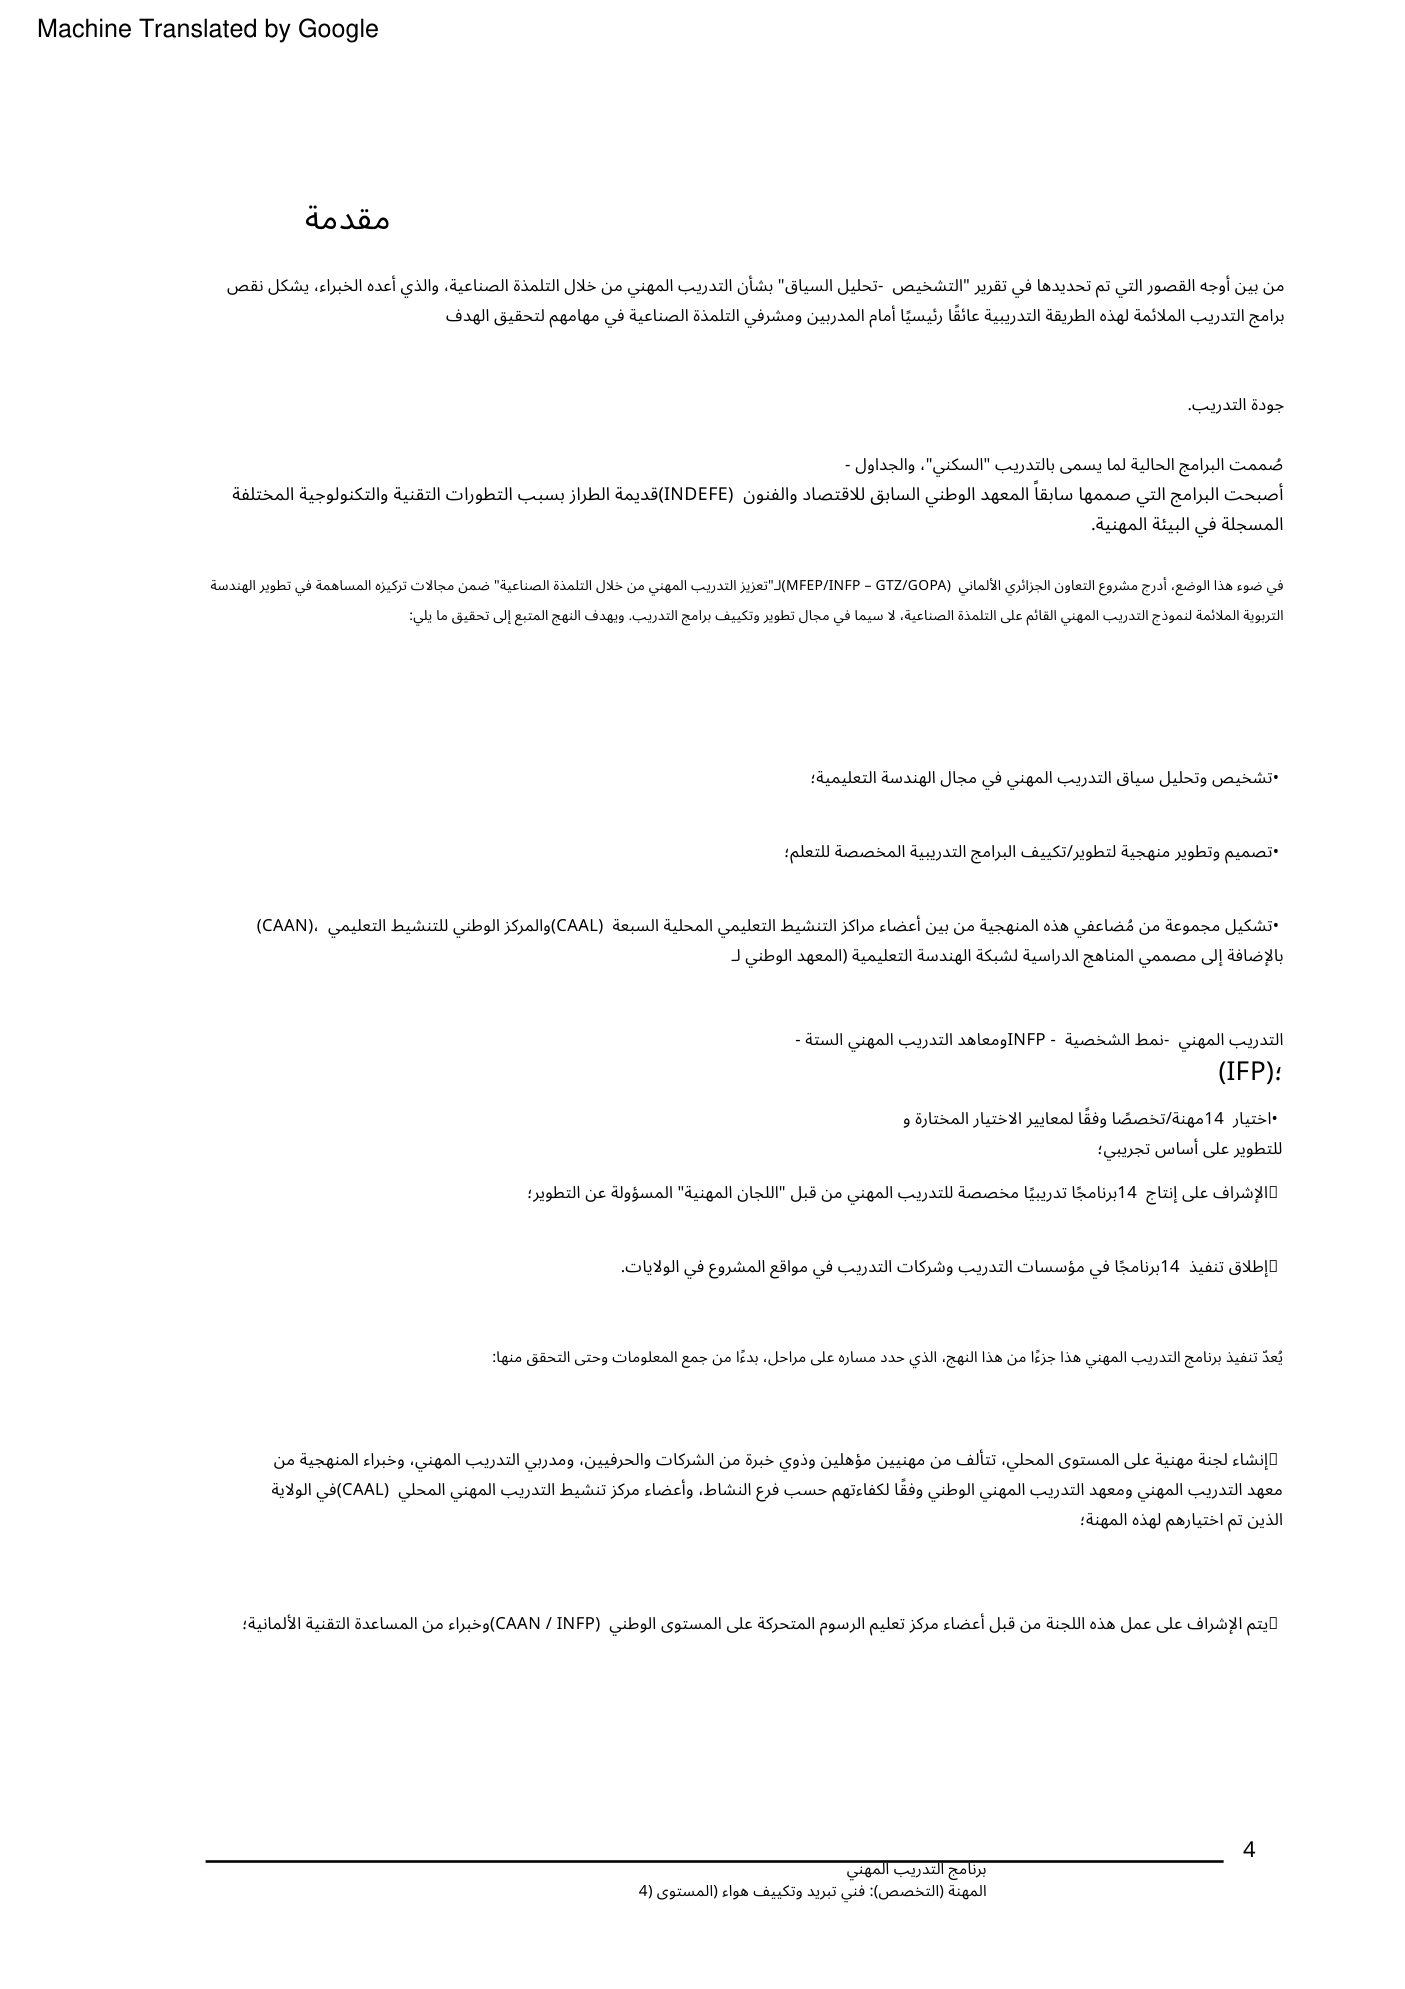 Machine Translated by Google
مقدمة
من بين أوجه القصور التي تم تحديدها في تقرير "التشخيص -تحليل السياق" بشأن التدريب المهني من خلال التلمذة الصناعية، والذي أعده الخبراء، يشكل نقص
برامج التدريب الملائمة لهذه الطريقة التدريبية عائقًا رئيسيًا أمام المدربين ومشرفي التلمذة الصناعية في مهامهم لتحقيق الهدف
جودة التدريب.
صُممت البرامج الحالية لما يسمى بالتدريب "السكني"، والجداول -
أصبحت البرامج التي صممها سابقاً المعهد الوطني السابق للاقتصاد والفنون (INDEFE)قديمة الطراز بسبب التطورات التقنية والتكنولوجية المختلفة
المسجلة في البيئة المهنية.
في ضوء هذا الوضع، أدرج مشروع التعاون الجزائري الألماني (MFEP/INFP – GTZ/GOPA)لـ"تعزيز التدريب المهني من خلال التلمذة الصناعية" ضمن مجالات تركيزه المساهمة في تطوير الهندسة
التربوية الملائمة لنموذج التدريب المهني القائم على التلمذة الصناعية، لا سيما في مجال تطوير وتكييف برامج التدريب. ويهدف النهج المتبع إلى تحقيق ما يلي:
•تشخيص وتحليل سياق التدريب المهني في مجال الهندسة التعليمية؛
•تصميم وتطوير منهجية لتطوير/تكييف البرامج التدريبية المخصصة للتعلم؛
•تشكيل مجموعة من مُضاعفي هذه المنهجية من بين أعضاء مراكز التنشيط التعليمي المحلية السبعة (CAAL)والمركز الوطني للتنشيط التعليمي ،(CAAN)
بالإضافة إلى مصممي المناهج الدراسية لشبكة الهندسة التعليمية (المعهد الوطني لـ
التدريب المهني -نمط الشخصية - INFPومعاهد التدريب المهني الستة -
؛(IFP)
•اختيار 14مهنة/تخصصًا وفقًا لمعايير الاختيار المختارة و
للتطوير على أساس تجريبي؛
▯الإشراف على إنتاج 14برنامجًا تدريبيًا مخصصة للتدريب المهني من قبل "اللجان المهنية" المسؤولة عن التطوير؛
▯إطلاق تنفيذ 14برنامجًا في مؤسسات التدريب وشركات التدريب في مواقع المشروع في الولايات.
يُعدّ تنفيذ برنامج التدريب المهني هذا جزءًا من هذا النهج، الذي حدد مساره على مراحل، بدءًا من جمع المعلومات وحتى التحقق منها:
▯إنشاء لجنة مهنية على المستوى المحلي، تتألف من مهنيين مؤهلين وذوي خبرة من الشركات والحرفيين، ومدربي التدريب المهني، وخبراء المنهجية من
معهد التدريب المهني ومعهد التدريب المهني الوطني وفقًا لكفاءتهم حسب فرع النشاط، وأعضاء مركز تنشيط التدريب المهني المحلي (CAAL)في الولاية
الذين تم اختيارهم لهذه المهنة؛
▯يتم الإشراف على عمل هذه اللجنة من قبل أعضاء مركز تعليم الرسوم المتحركة على المستوى الوطني (CAAN / INFP)وخبراء من المساعدة التقنية الألمانية؛
4
برنامج التدريب المهني
المهنة (التخصص): فني تبريد وتكييف هواء (المستوى 4)